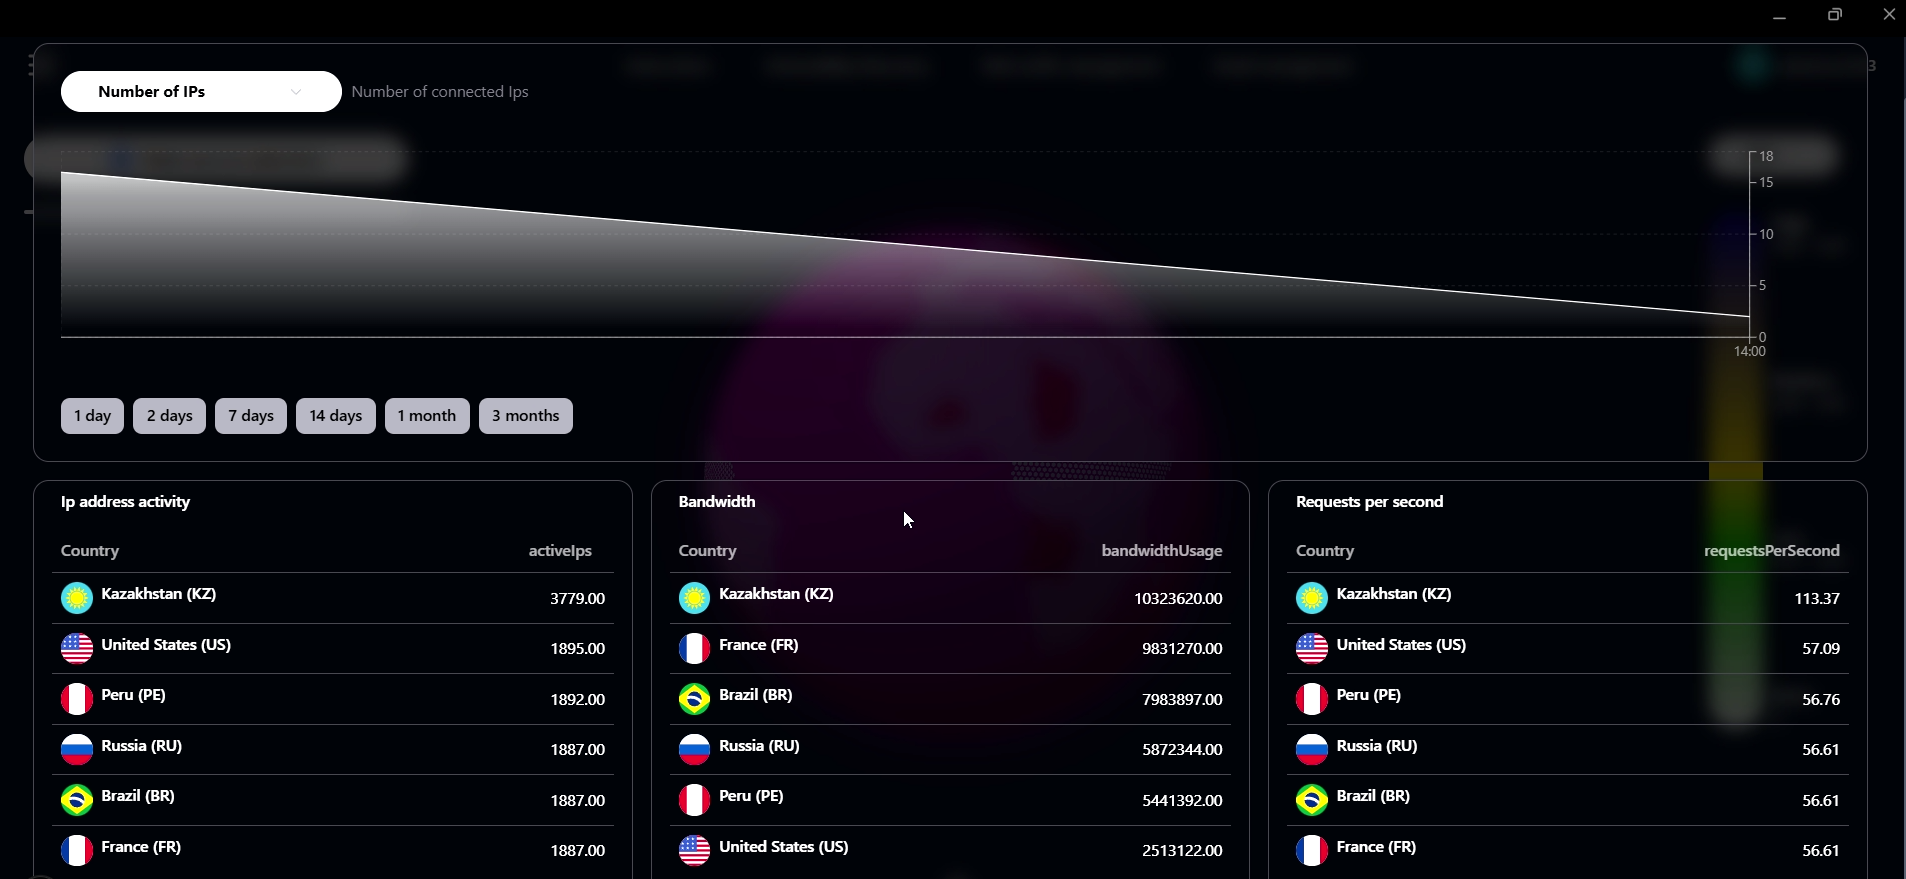 Number of IPs Number of connected Ips
18
15
10
5
0
14:00
1 day 2 days 7 days 14 days 1 month 3 months
Ip address activity
Country activeIps
Kazakhstan (KZ) 3779.00
United States (US) 1895.00
Peru (PE) 1892.00
Russia (RU) 1887.00
Brazil (BR) 1887.00
France (FR) 1887.00
Bandwidth
Country bandwidthUsage
Kazakhstan (KZ) 10323620.00
France (FR) 9831270.00
Brazil (BR) 7983897.00
Russia (RU) 5872344.00
Peru (PE) 5441392.00
United States (US) 2513122.00
Requests per second
Country requestsPerSecond
Kazakhstan (KZ) 113.37
United States (US) 57.09
Peru (PE) 56.76
Russia (RU) 56.61
Brazil (BR) 56.61
France (FR) 56.61